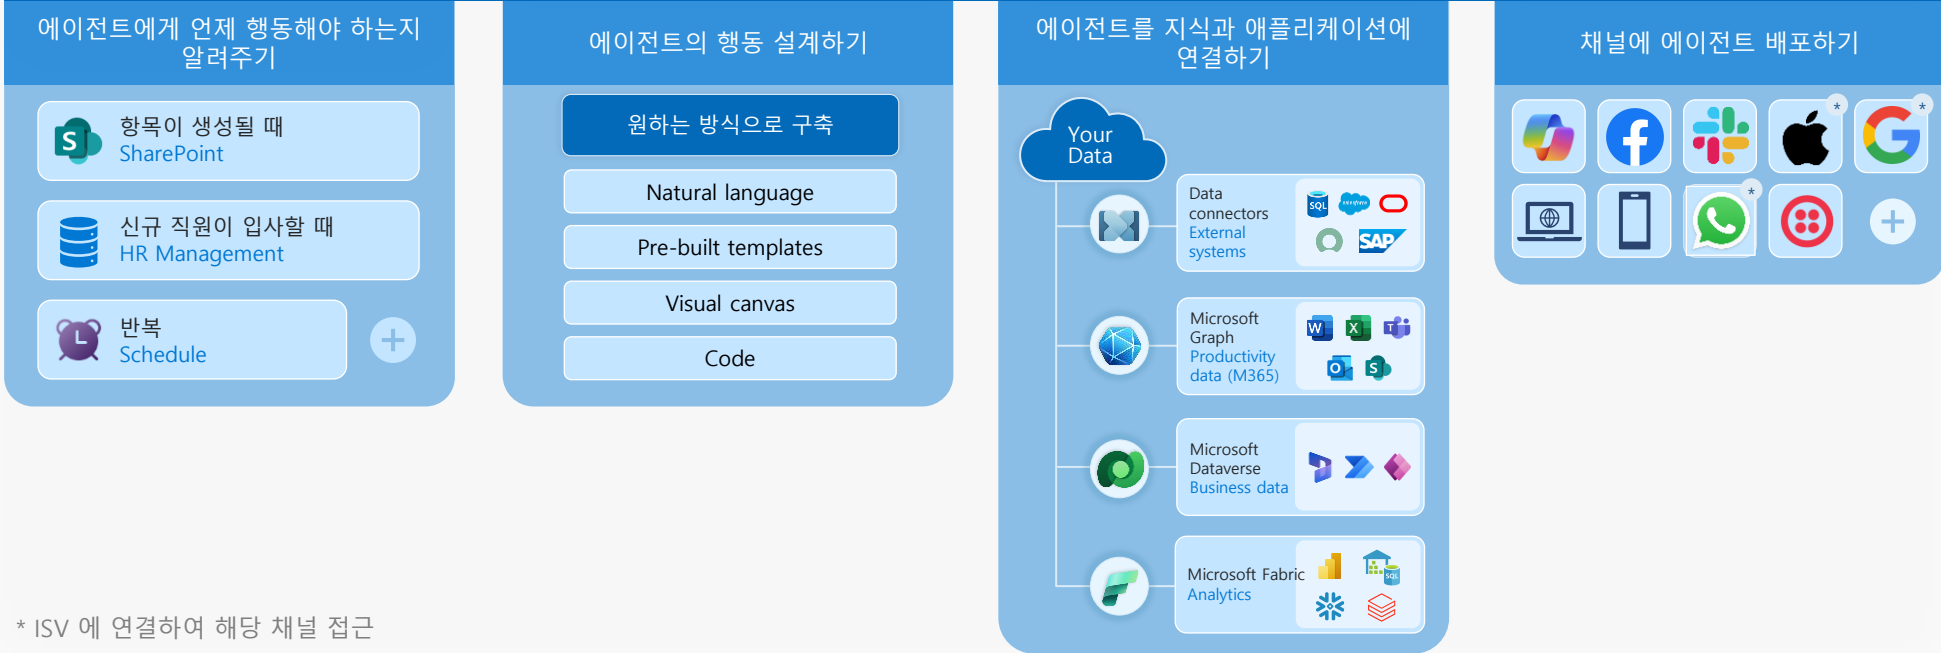 에이전트에게 언제 행동해야 하는지
알려주기
항목이 생성될 때
SharePoint
신규 직원이 입사할 때
HR Management
반복
Schedule
에이전트의 행동 설계하기
원하는 방식으로 구축
Natural language
Pre-built templates
Visual canvas
Code
에이전트를 지식과 애플리케이션에
연결하기
Your
Data
Data
connectors
External
systems
SQL
salesforce
SAP
Microsoft
Graph
Productivity
data (M365)
Microsoft
Dataverse
Business data
Microsoft Fabric
Analytics
SQL
채널에 에이전트 배포하기
* ISV 에 연결하여 해당 채널 접근